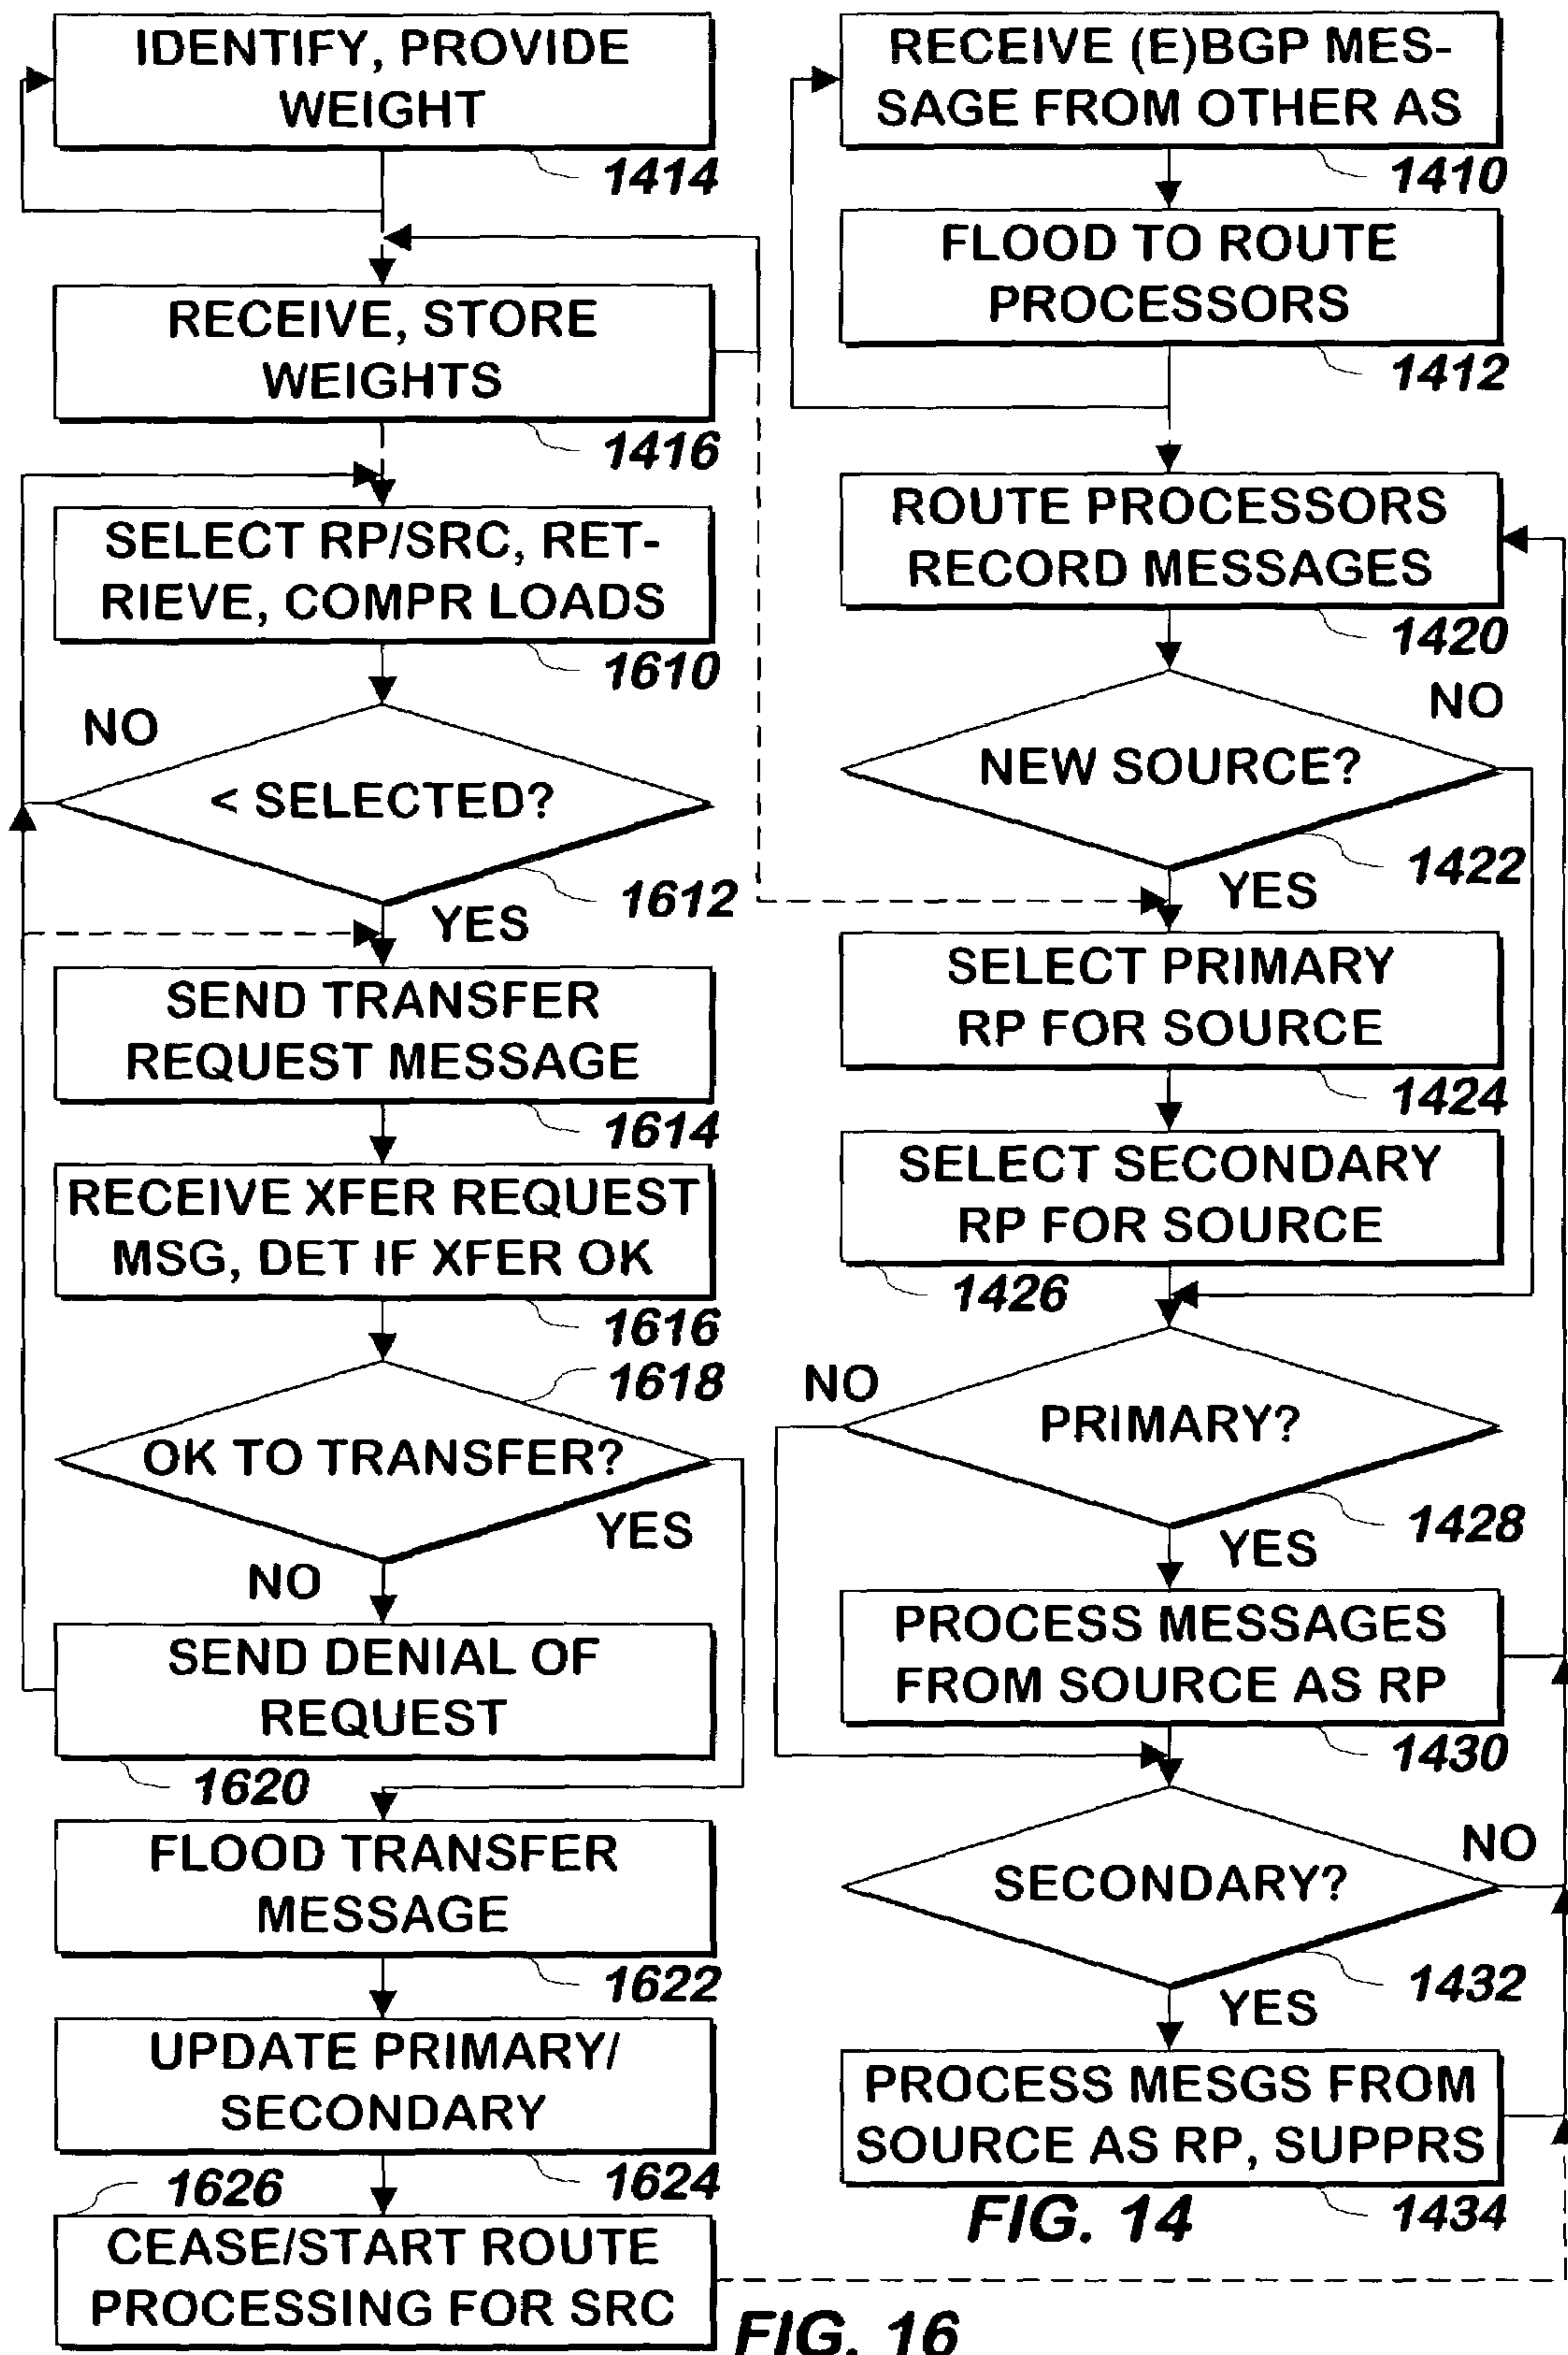 IDENTIFY, PROVIDE
WEIGHT
1414
RECEIVE, STORE
WEIGHTS
1416
SELECT RP/SRC, RET-
RIEVE, COMPR LOADS
1610
NO
< SELECTED?
1612
YES
SEND TRANSFER
REQUEST MESSAGE
1614
RECEIVE XFER REQUEST
MSG, DET IF XFER OK
1616
1618
OK TO TRANSFER?
YES
NO
SEND DENIAL OF
REQUEST
1620
FLOOD TRANSFER
MESSAGE
1622
UPDATE PRIMARY/
SECONDARY
1624
1626
CEASE/START ROUTE
PROCESSING FOR SRC
FIG. 16
RECEIVE (E)BGP MES-
SAGE FROM OTHER AS
1410
FLOOD TO ROUTE
PROCESSORS
1412
ROUTE PROCESSORS
RECORD MESSAGES
1420
NO
NEW SOURCE?
1422
YES
SELECT PRIMARY
RP FOR SOURCE
1424
SELECT SECONDARY
RP FOR SOURCE
1426
NO
PRIMARY?
1428
YES
PROCESS MESSAGES
FROM SOURCE AS RP
1430
NO
SECONDARY?
1432
YES
PROCESS MESGS FROM
SOURCE AS RP, SUPPRS
1434
FIG. 14